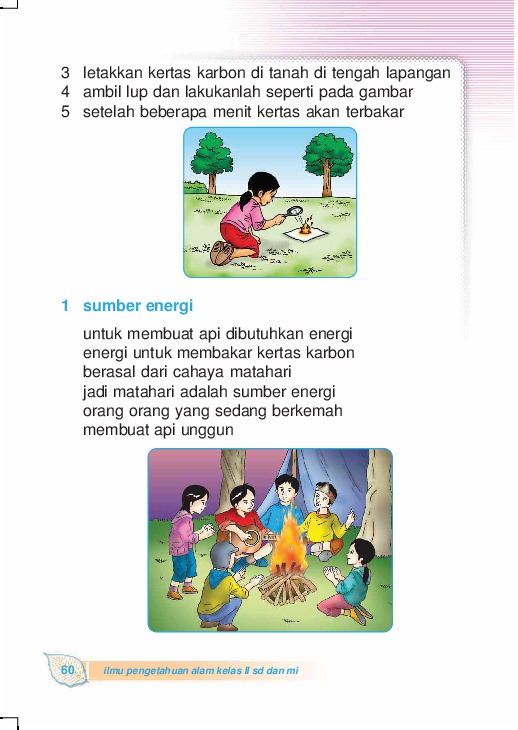 3 letakkan kertas karbon di tanah di tengah lapangan
4 ambil lup dan lakukanlah seperti pada gambar
5 setelah beberapa menit kertas akan terbakar
1 sumber energi
untuk membuat api dibutuhkan energi
energi untuk membakar kertas karbon
berasal dari cahaya matahari
jadi matahari adalah sumber energi
orang orang yang sedang berkemah
membuat api unggun
60 ilmu pengetahuan alam kelas II sd dan mi